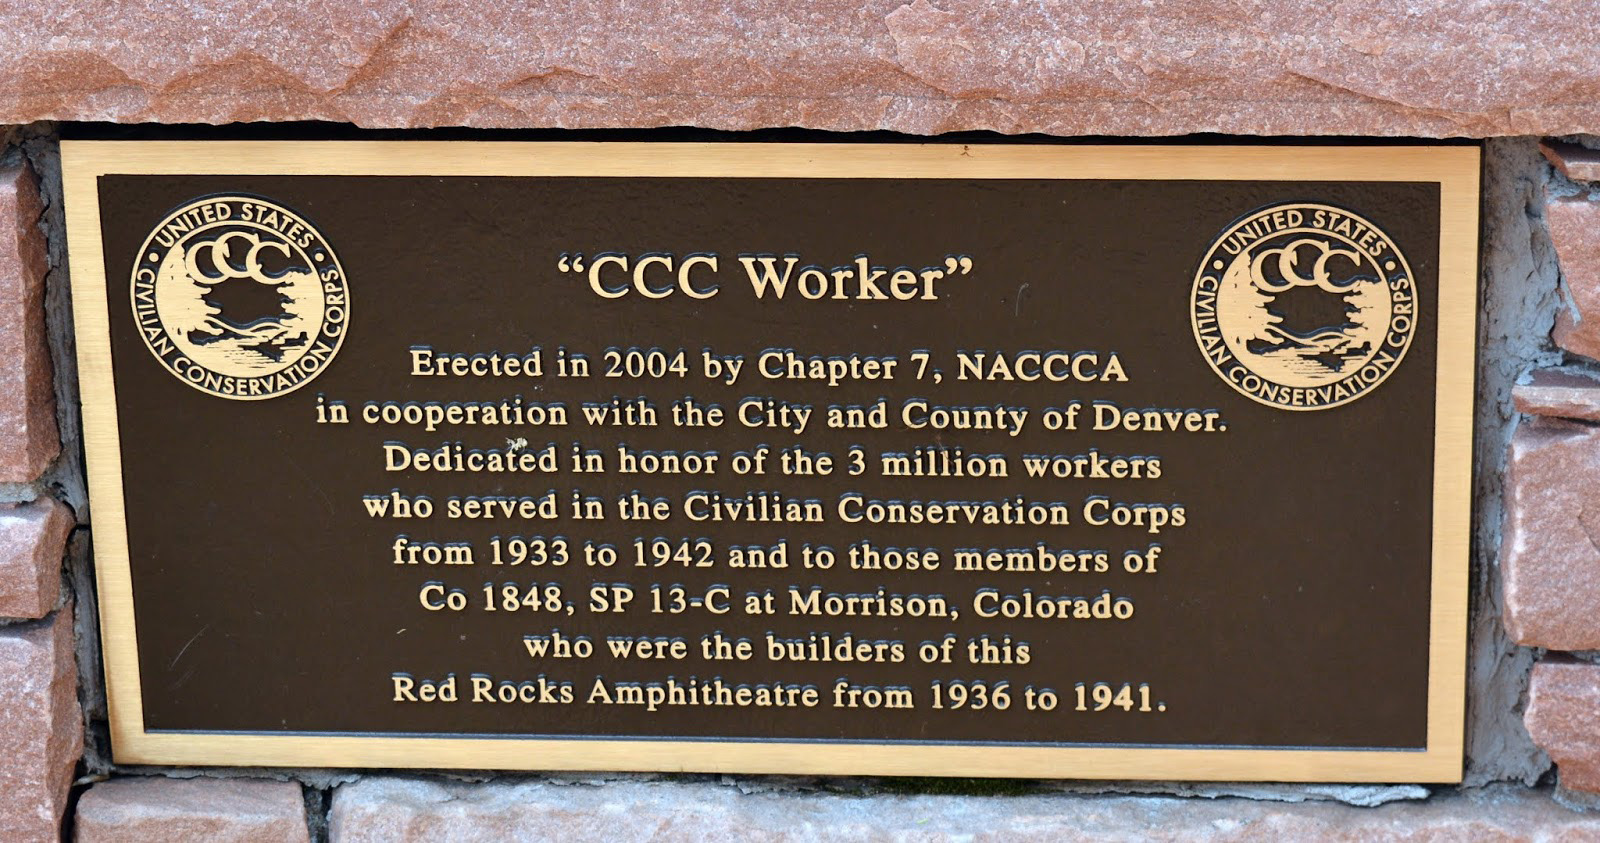 UNITED STATES
CCC
CIVILIAN CONSERVATION CORPS
UNITED STATES
CCC
CIVILIAN CONSERVATION CORPS
“CCC Worker”
Erected in 2004 by Chapter 7, NACCCA
in cooperation with the City and County of Denver.
Dedicated in honor of the 3 million workers
who served in the Civilian Conservation Corps
from 1933 to 1942 and to those members of
Co 1848, SP 13-C at Morrison, Colorado
who were the builders of this
Red Rocks Amphitheatre from 1936 to 1941.